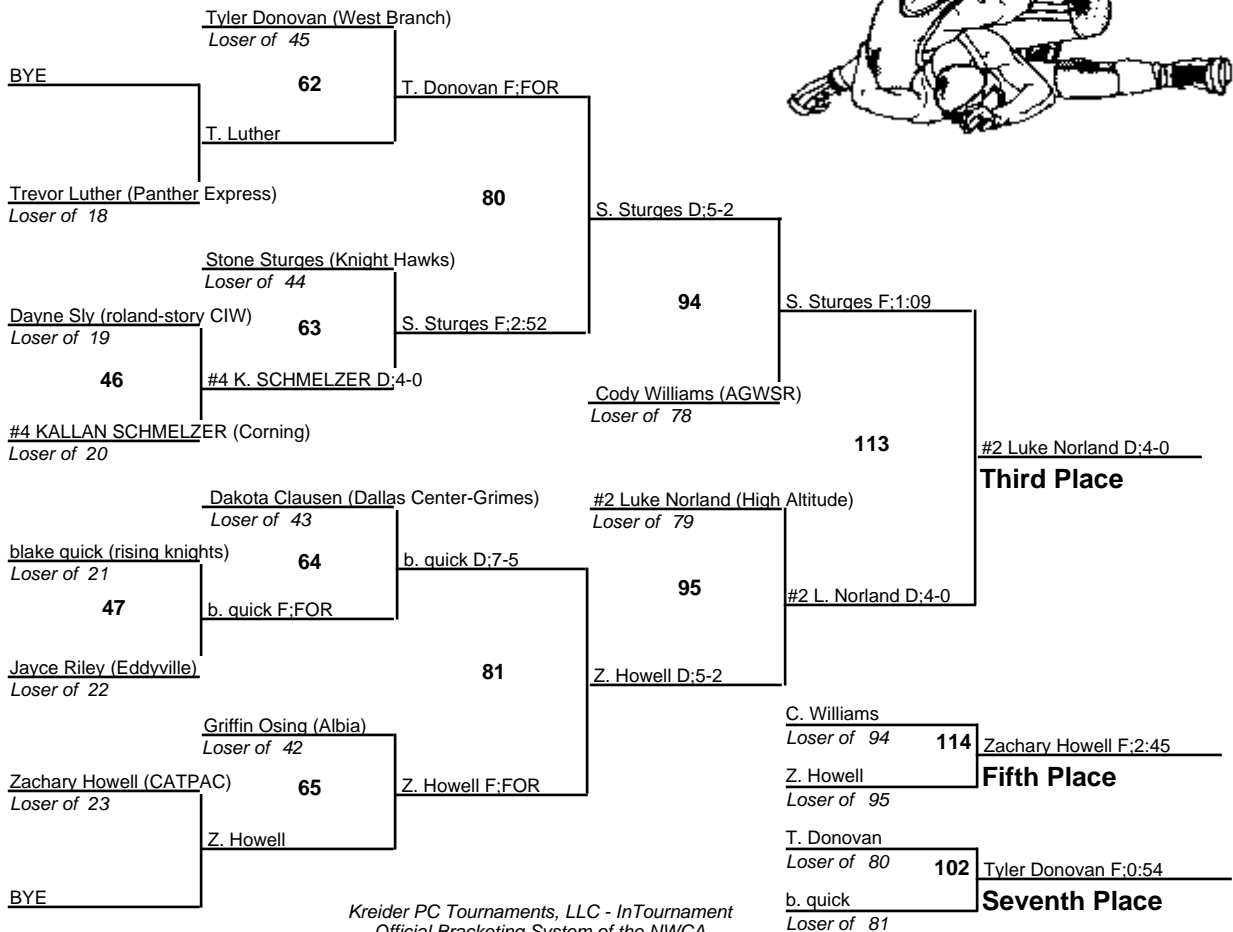 Tyler Donovan (West Branch)
Loser of 45
BYE
62
T. Donovan F;FOR
T. Luther
Trevor Luther (Panther Express)
Loser of 18
80
S. Sturges D;5-2
Stone Sturges (Knight Hawks)
Loser of 44
Dayne Sly (roland-story CIW)
Loser of 19
63
S. Sturges F;2:52
94
S. Sturges F;1:09
46
#4 K. SCHMELZER D;4-0
Cody Williams (AGWSR)
Loser of 78
#4 KALLAN SCHMELZER (Corning)
Loser of 20
113
#2 Luke Norland D;4-0
Third Place
Dakota Clausen (Dallas Center-Grimes)
Loser of 43
#2 Luke Norland (High Altitude)
Loser of 79
blake quick (rising knights)
Loser of 21
64
b. quick D;7-5
95
#2 L. Norland D;4-0
47
b. quick F;FOR
Jayce Riley (Eddyville)
Loser of 22
81
Z. Howell D;5-2
Griffin Osing (Albia)
Loser of 42
Zachary Howell (CATPAC)
Loser of 23
65
Z. Howell F;FOR
Z. Howell
BYE
C. Williams
Loser of 94
114
Zachary Howell F;2:45
Fifth Place
Z. Howell
Loser of 95
T. Donovan
Loser of 80
102
Tyler Donovan F;0:54
Seventh Place
b. quick
Loser of 81
Kreider PC Tournaments, LLC - InTournament
Official Bracketing System of the NWCA